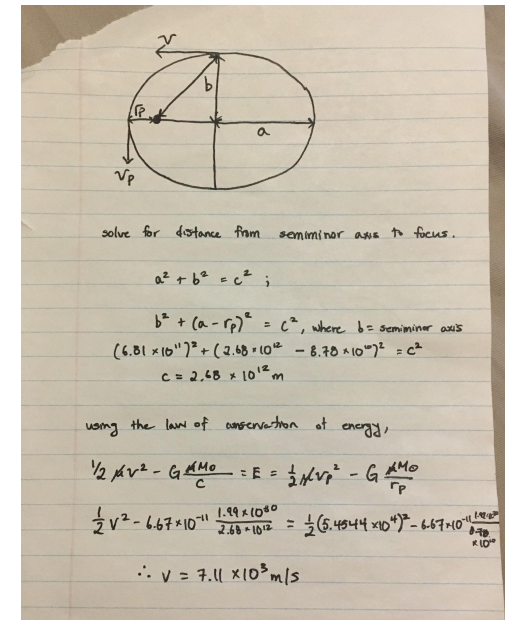 v
b
rp
a
vp
solve for distance from semiminor axis to focus.
a² + b² = c² ;
b² + (a - rp)² = c², where b = semiminor axis
(6.81 × 10¹¹)² + (2.68 × 10¹² - 8.78 × 10¹⁰)² = c²
c = 2.68 × 10¹² m
using the law of conservation of energy,
½ μv² - G μM⊙/c = E = ½ μvp² - G μM⊙/rp
½ v² - 6.67×10⁻¹¹ 1.99 × 10³⁰/2.68 × 10¹² = ½ (5.4544 ×10⁴)² - 6.67×10⁻¹¹ 1.99×10³⁰/8.78 × 10¹⁰
∴ v = 7.11 × 10³ m/s